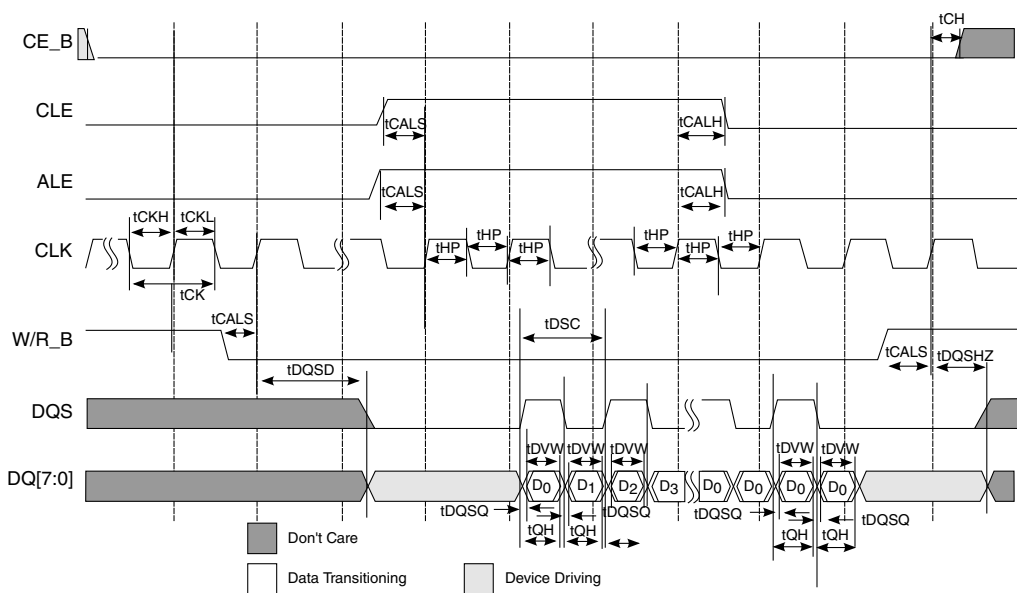 tCH
CE_B
CLE
tCALS
tCALH
ALE
tCALS
tCALH
tCKH tCKL
CLK
tHP tHP tHP tHP tHP tHP
tCK
tCALS
W/R_B
tDSC
tCALS tDQSHZ
tDQSD
DQS
tDVW tDVW tDVW tDVW tDVW
DQ[7:0]
D0 D1 D2 D3 D0 D0 D0 D0
tDQSQ tDQSQ tDQSQ tDQSQ
tQH tQH tQH tQH
Don't Care
Data Transitioning
Device Driving